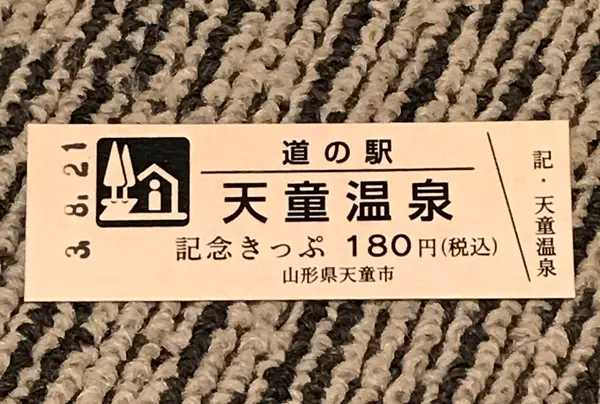 3.8.21
道の駅
天童温泉
記念きっぷ 180円(税込)
山形県天童市
記・天童温泉